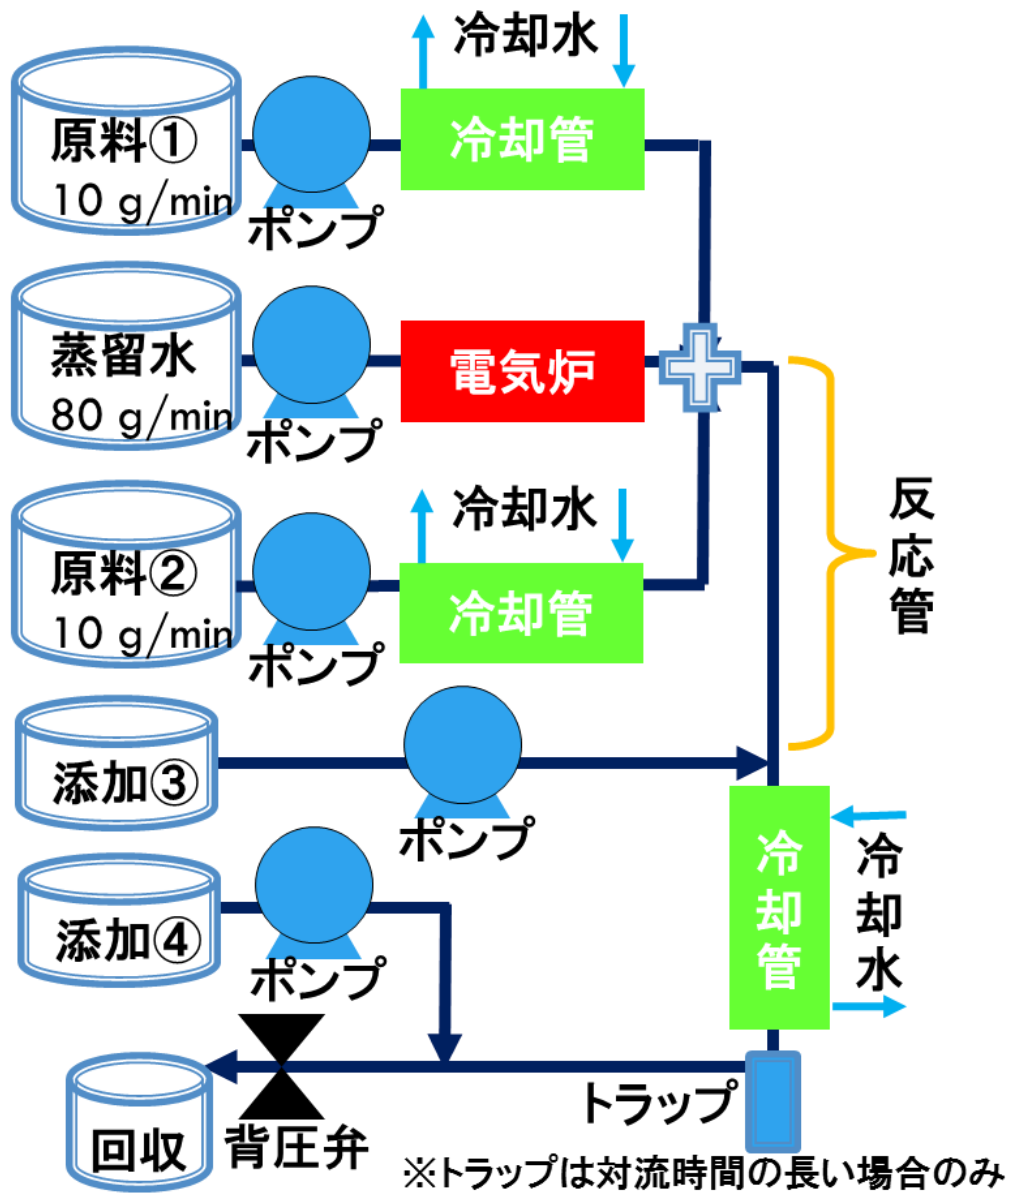 冷却水
原料①
10 g/min
ポンプ
冷却管
蒸留水
80 g/min
ポンプ
電気炉
冷却水
原料②
10 g/min
ポンプ
冷却管
反応管
添加③
ポンプ
添加④
ポンプ
冷却管
冷却水
回収
背圧弁
トラップ
※トラップは対流時間の長い場合のみ